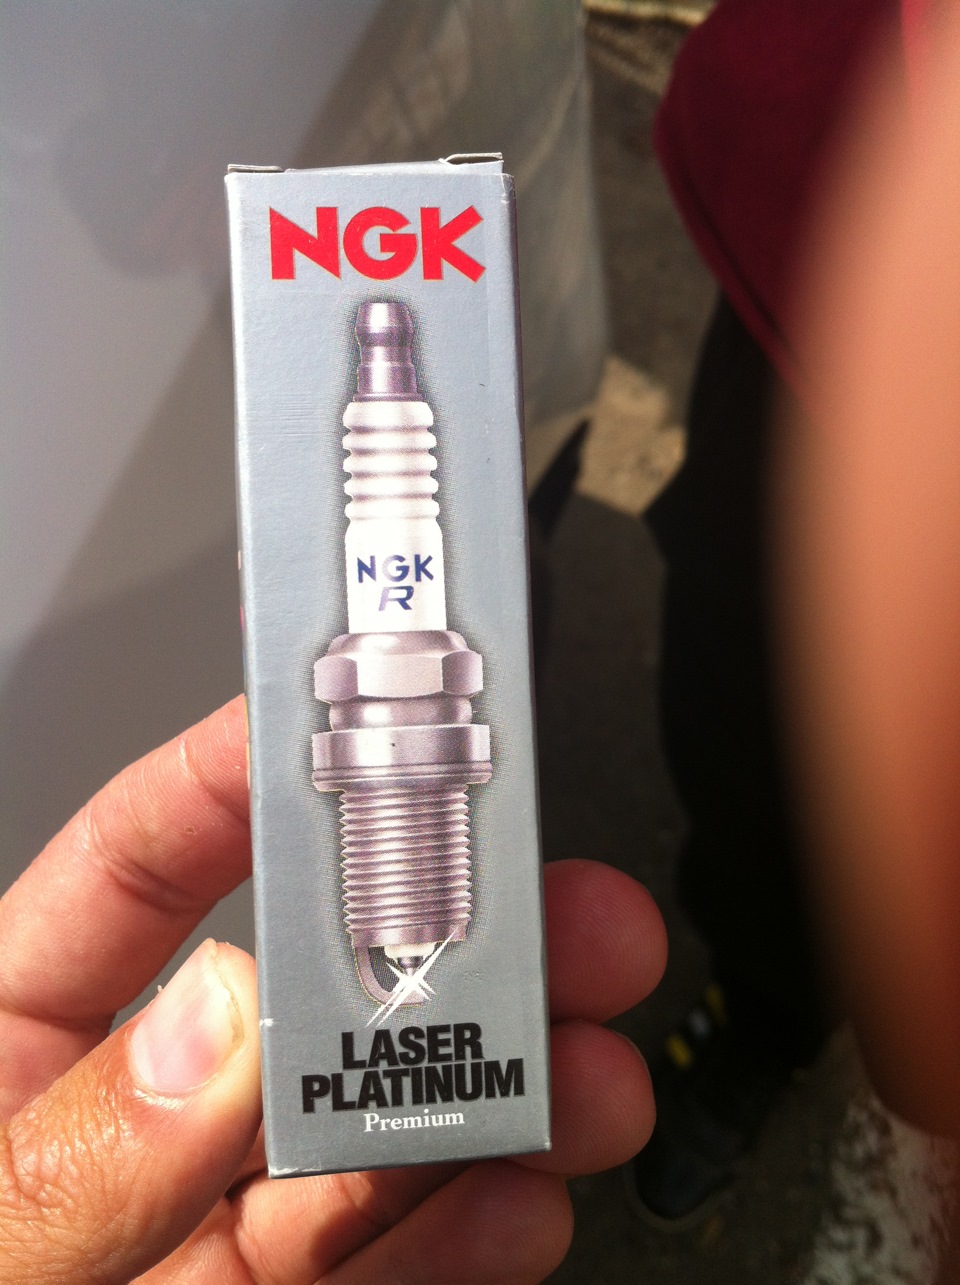 NGK
NGK
R
LASER
PLATINUM
Premium